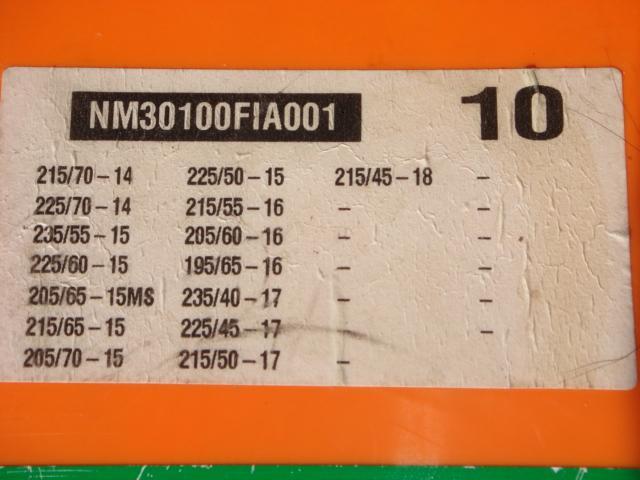 NM30100FIA001 10
215/70-14 225/50-15 215/45-18 -
225/70-14 215/55-16 - -
235/55-15 205/60-16 - -
225/60-15 195/65-16 - -
205/65-15MS 235/40-17 - -
215/65-15 225/45-17 - -
205/70-15 215/50-17 -